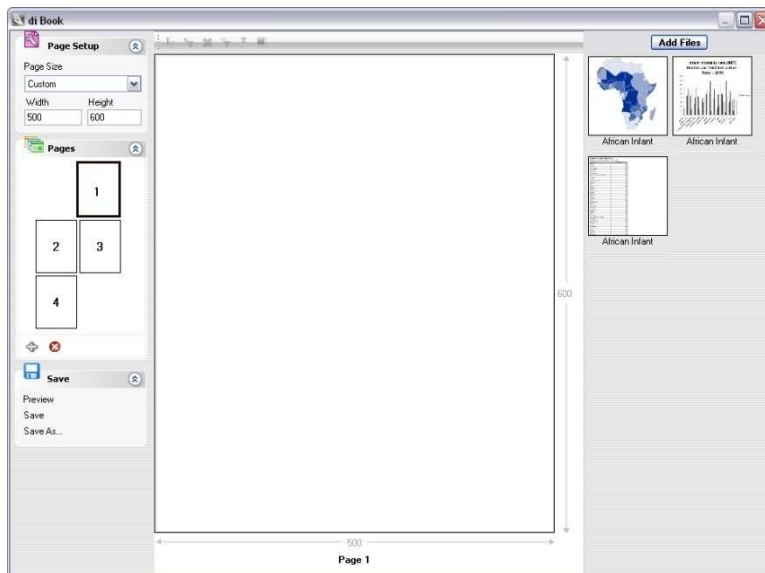 di Book
Page Setup
Page Size
Custom
Width Height
500 600
Pages
1
2 3
4
Save
Preview
Save
Save As...
600
500
Page 1
Add Files
African Infant
African Infant
African Infant